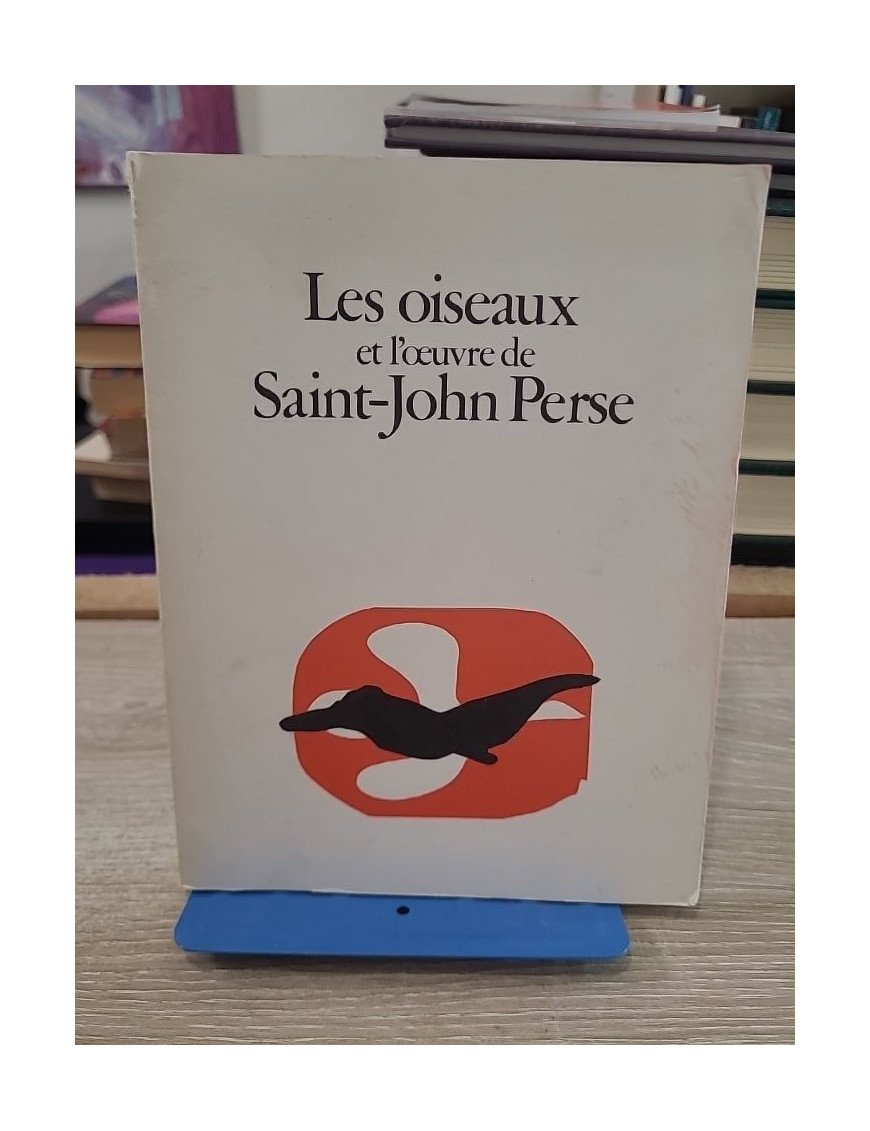 Les oiseaux
et l'œuvre de
Saint-John Perse